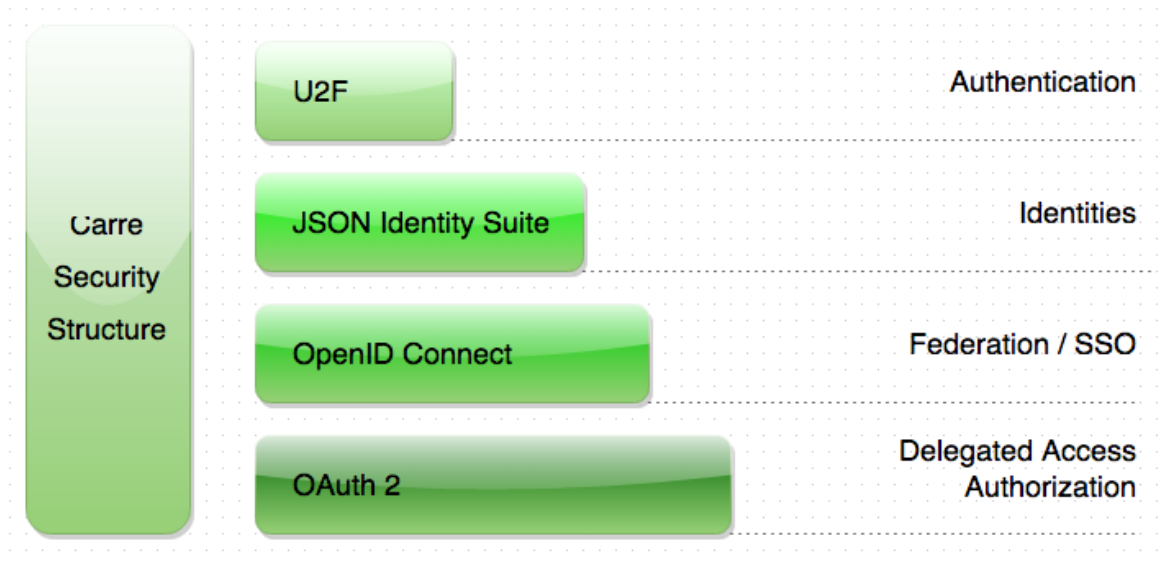 Carre
Security
Structure
U2F
Authentication
JSON Identity Suite
Identities
OpenID Connect
Federation / SSO
OAuth 2
Delegated Access
Authorization